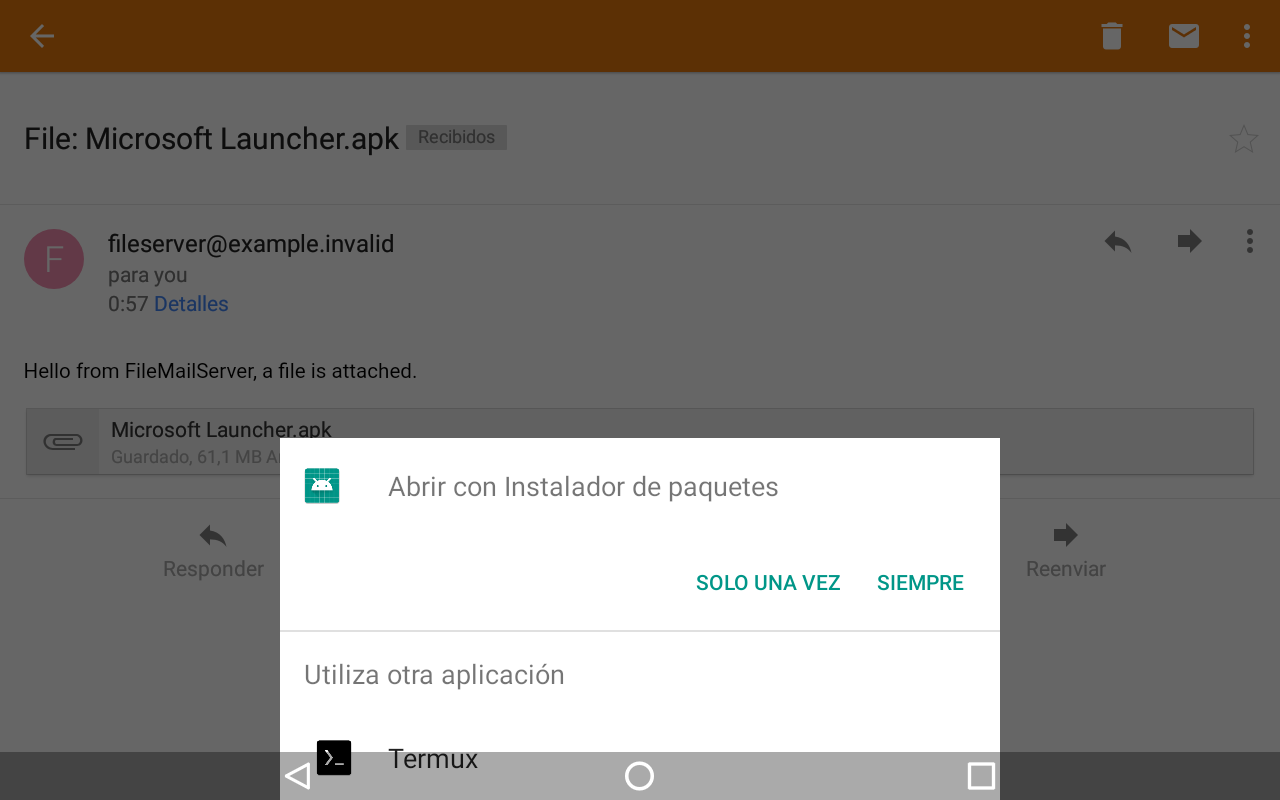 File: Microsoft Launcher.apk Recibidos
F
fileserver@example.invalid
para you
0:57 Detalles
Hello from FileMailServer, a file is attached.
Microsoft Launcher.apk
Guardado, 61,1 MB A
Responder
Reenviar
Abrir con Instalador de paquetes
SOLO UNA VEZ SIEMPRE
Utiliza otra aplicación
Termux